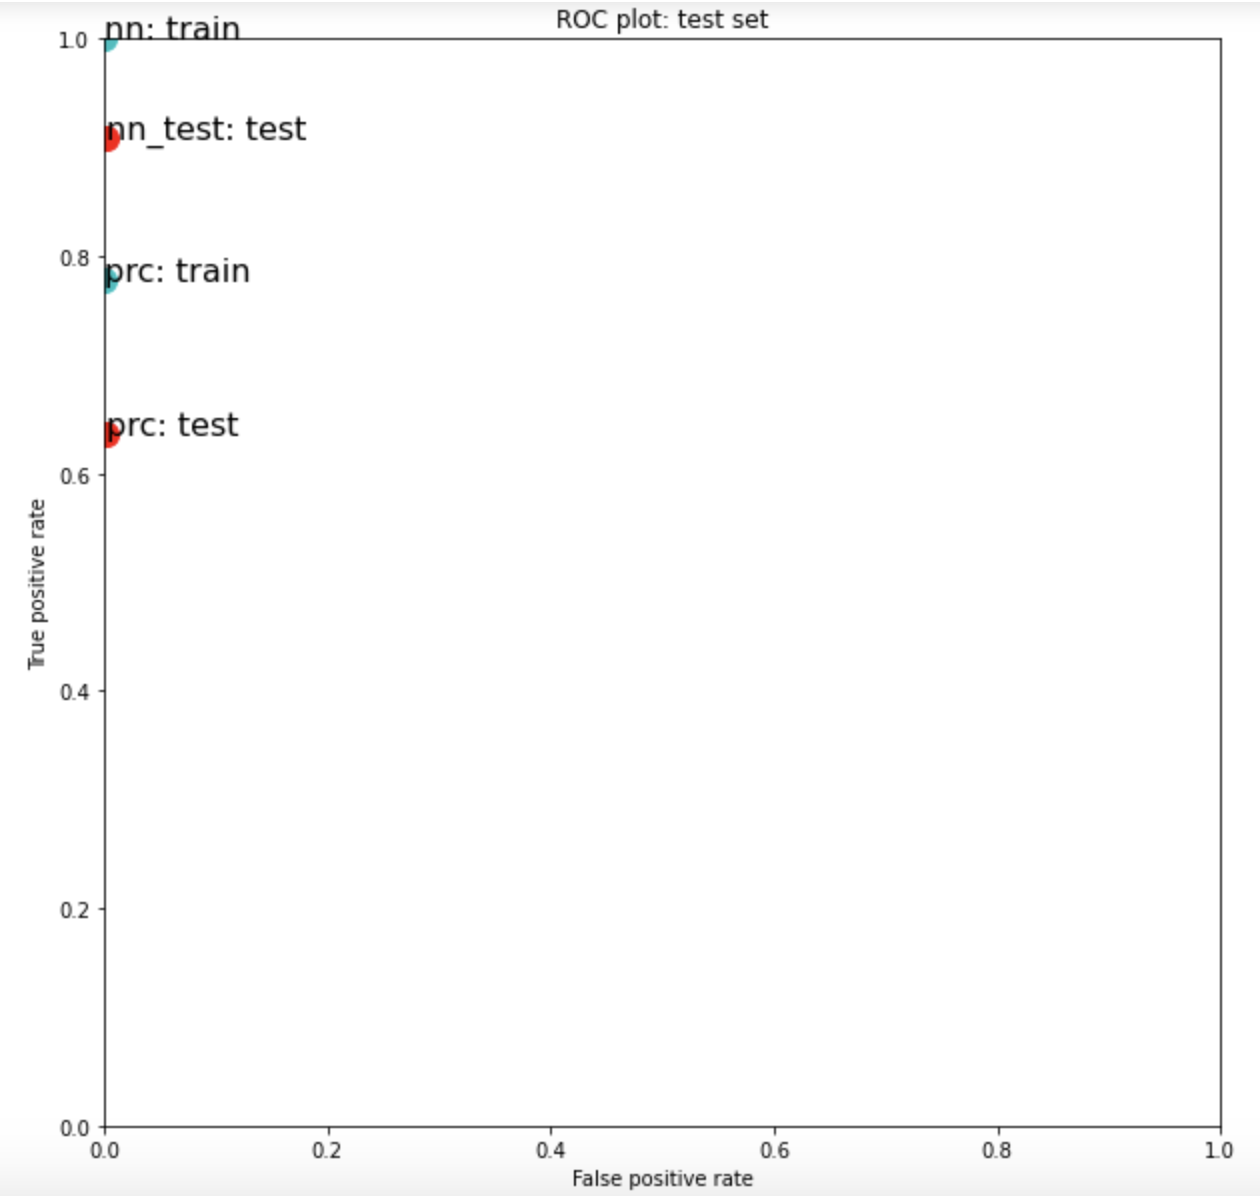 ROC plot: test set
nn: train
1.0
nn_test: test
0.8
prc: train
prc: test
0.6
True positive rate
0.4
0.2
0.0
0.0 0.2 0.4 0.6 0.8 1.0
False positive rate